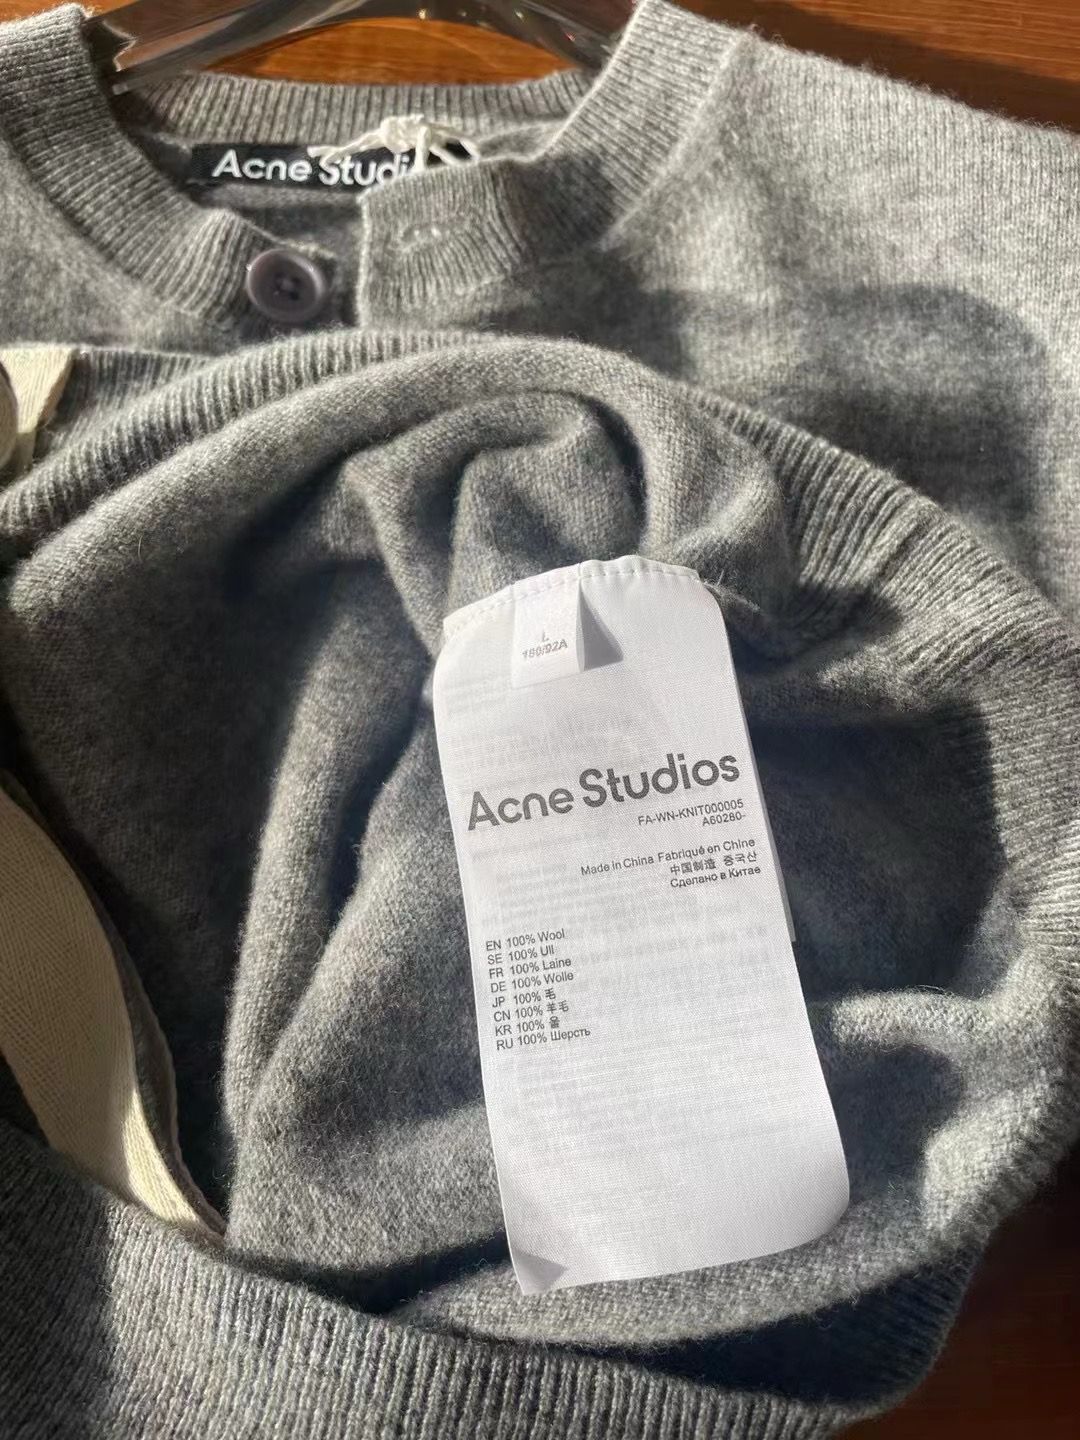 Acne Studi
L
180/92A
Acne Studios
FA-WN-KNIT000005
A60280-
Made in China Fabriqué en Chine
中国制造 중국산
Сделано в Китае
EN 100% Wool
SE 100% Ull
FR 100% Laine
DE 100% Wolle
JP 100% 毛
CN 100% 羊毛
KR 100% 울
RU 100% Шерсть